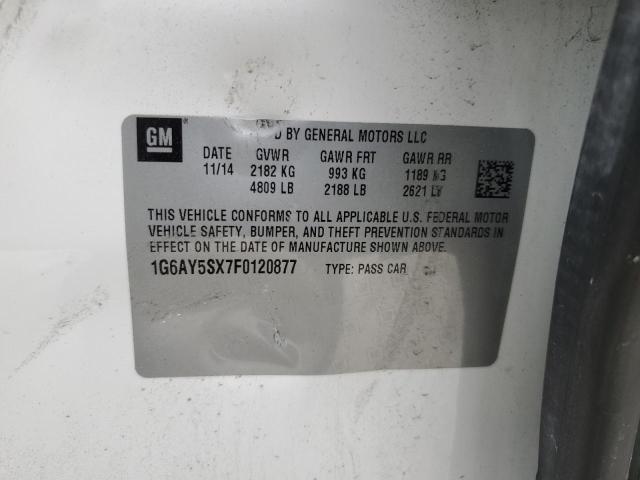 GM
BY GENERAL MOTORS LLC
DATE GVWR GAWR FRT GAWR RR
11/14 2182 KG 993 KG 1189 KG
4809 LB 2188 LB 2621
THIS VEHICLE CONFORMS TO ALL APPLICABLE U.S. FEDERAL MOTOR
VEHICLE SAFETY, BUMPER, AND THEFT PREVENTION STANDARDS IN
EFFECT ON THE DATE OF MANUFACTURE SHOWN ABOVE.
1G6AY5SX7F0120877 TYPE: PASS CAR